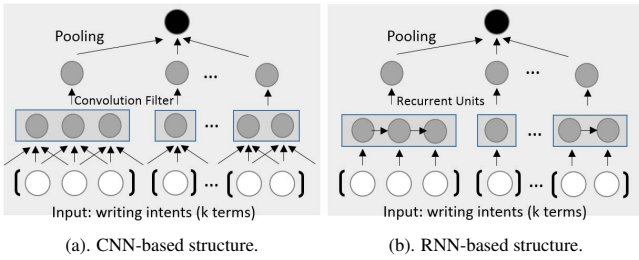 Pooling
...
Convolution Filter
...
...
Input: writing intents (k terms)
(a). CNN-based structure.
Pooling
...
Recurrent Units
...
...
Input: writing intents (k terms)
(b). RNN-based structure.